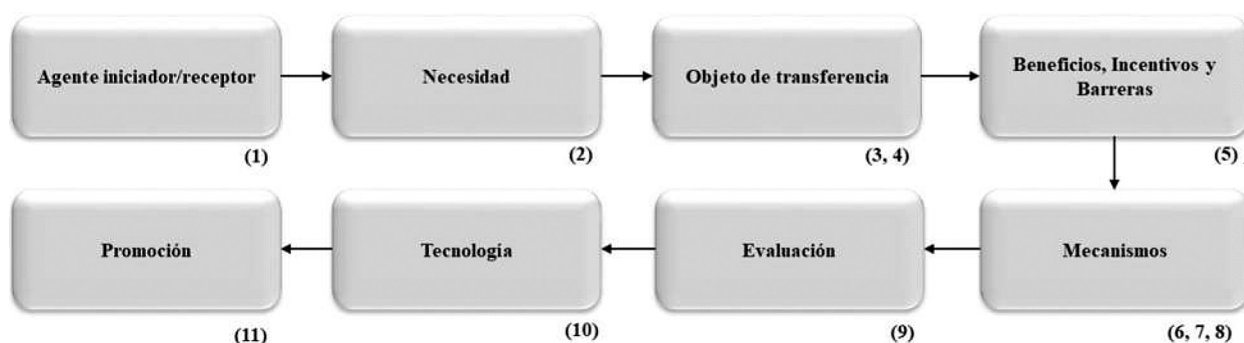 Agente iniciador/receptor
(1)
Necesidad
(2)
Objeto de transferencia
(3, 4)
Beneficios, Incentivos y
Barreras
(5)
Mecanismos
(6, 7, 8)
Evaluación
(9)
Tecnología
(10)
Promoción
(11)